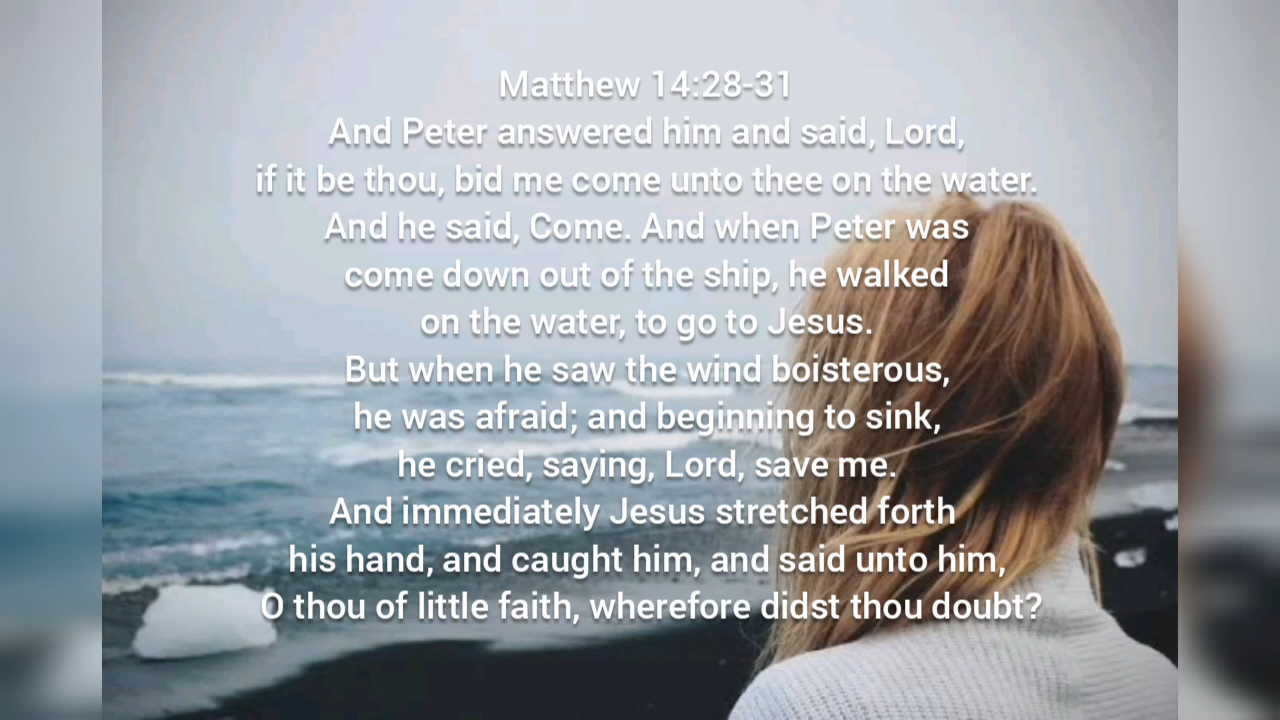 Matthew 14:28-31
And Peter answered him and said, Lord,
if it be thou, bid me come unto thee on the water.
And he said, Come. And when Peter was
come down out of the ship, he walked
on the water, to go to Jesus.
But when he saw the wind boisterous,
he was afraid; and beginning to sink,
he cried, saying, Lord, save me.
And immediately Jesus stretched forth
his hand, and caught him, and said unto him,
O thou of little faith, wherefore didst thou doubt?